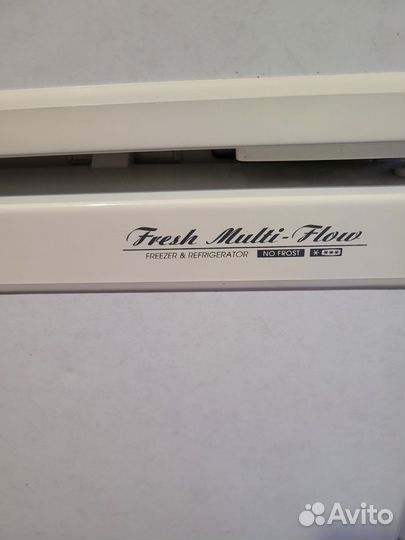 Fresh Multi-Flow
FREEZER & REFRIGERATOR NO FROST
Avito